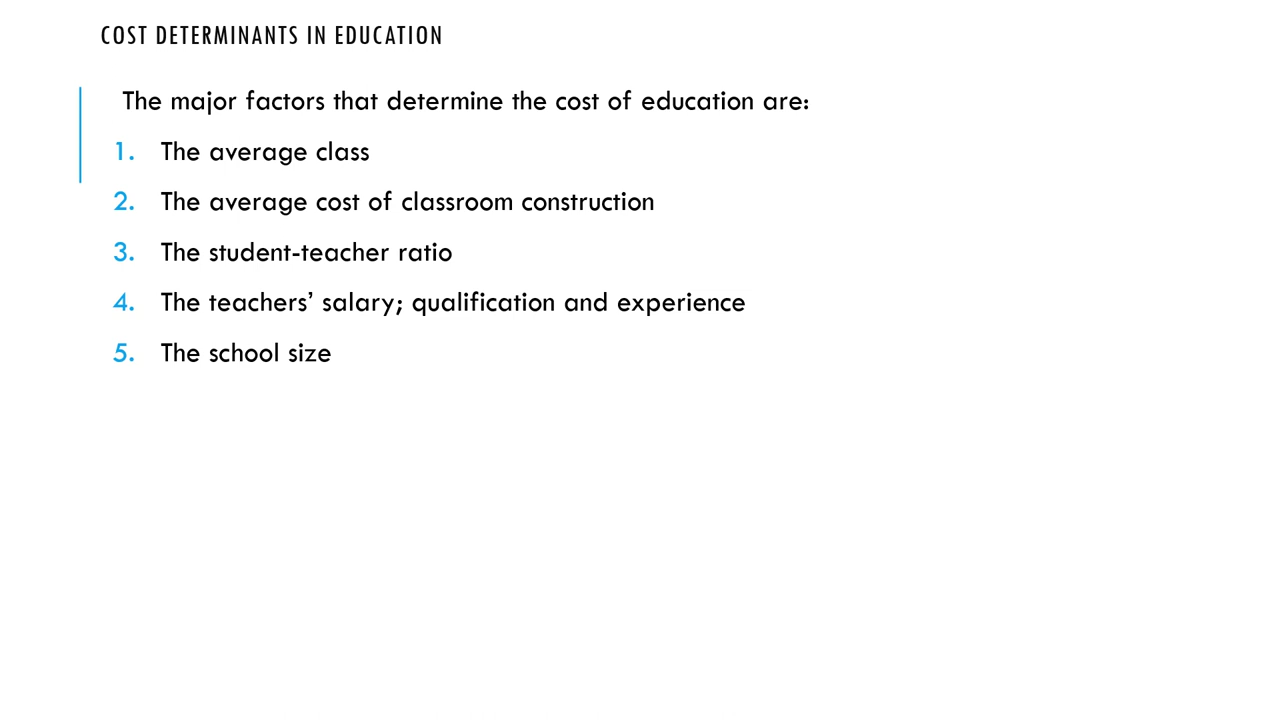 COST DETERMINANTS IN EDUCATION
The major factors that determine the cost of education are:
1. The average class
2. The average cost of classroom construction
3. The student-teacher ratio
4. The teachers’ salary; qualification and experience
5. The school size